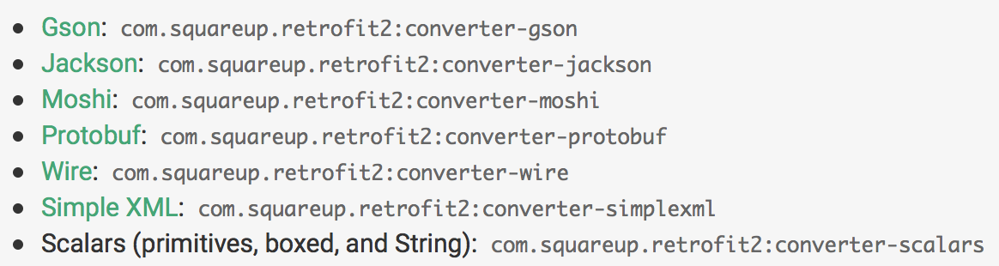 • Gson: com.squareup.retrofit2:converter-gson
• Jackson: com.squareup.retrofit2:converter-jackson
• Moshi: com.squareup.retrofit2:converter-moshi
• Protobuf: com.squareup.retrofit2:converter-protobuf
• Wire: com.squareup.retrofit2:converter-wire
• Simple XML: com.squareup.retrofit2:converter-simplexml
• Scalars (primitives, boxed, and String): com.squareup.retrofit2:converter-scalars